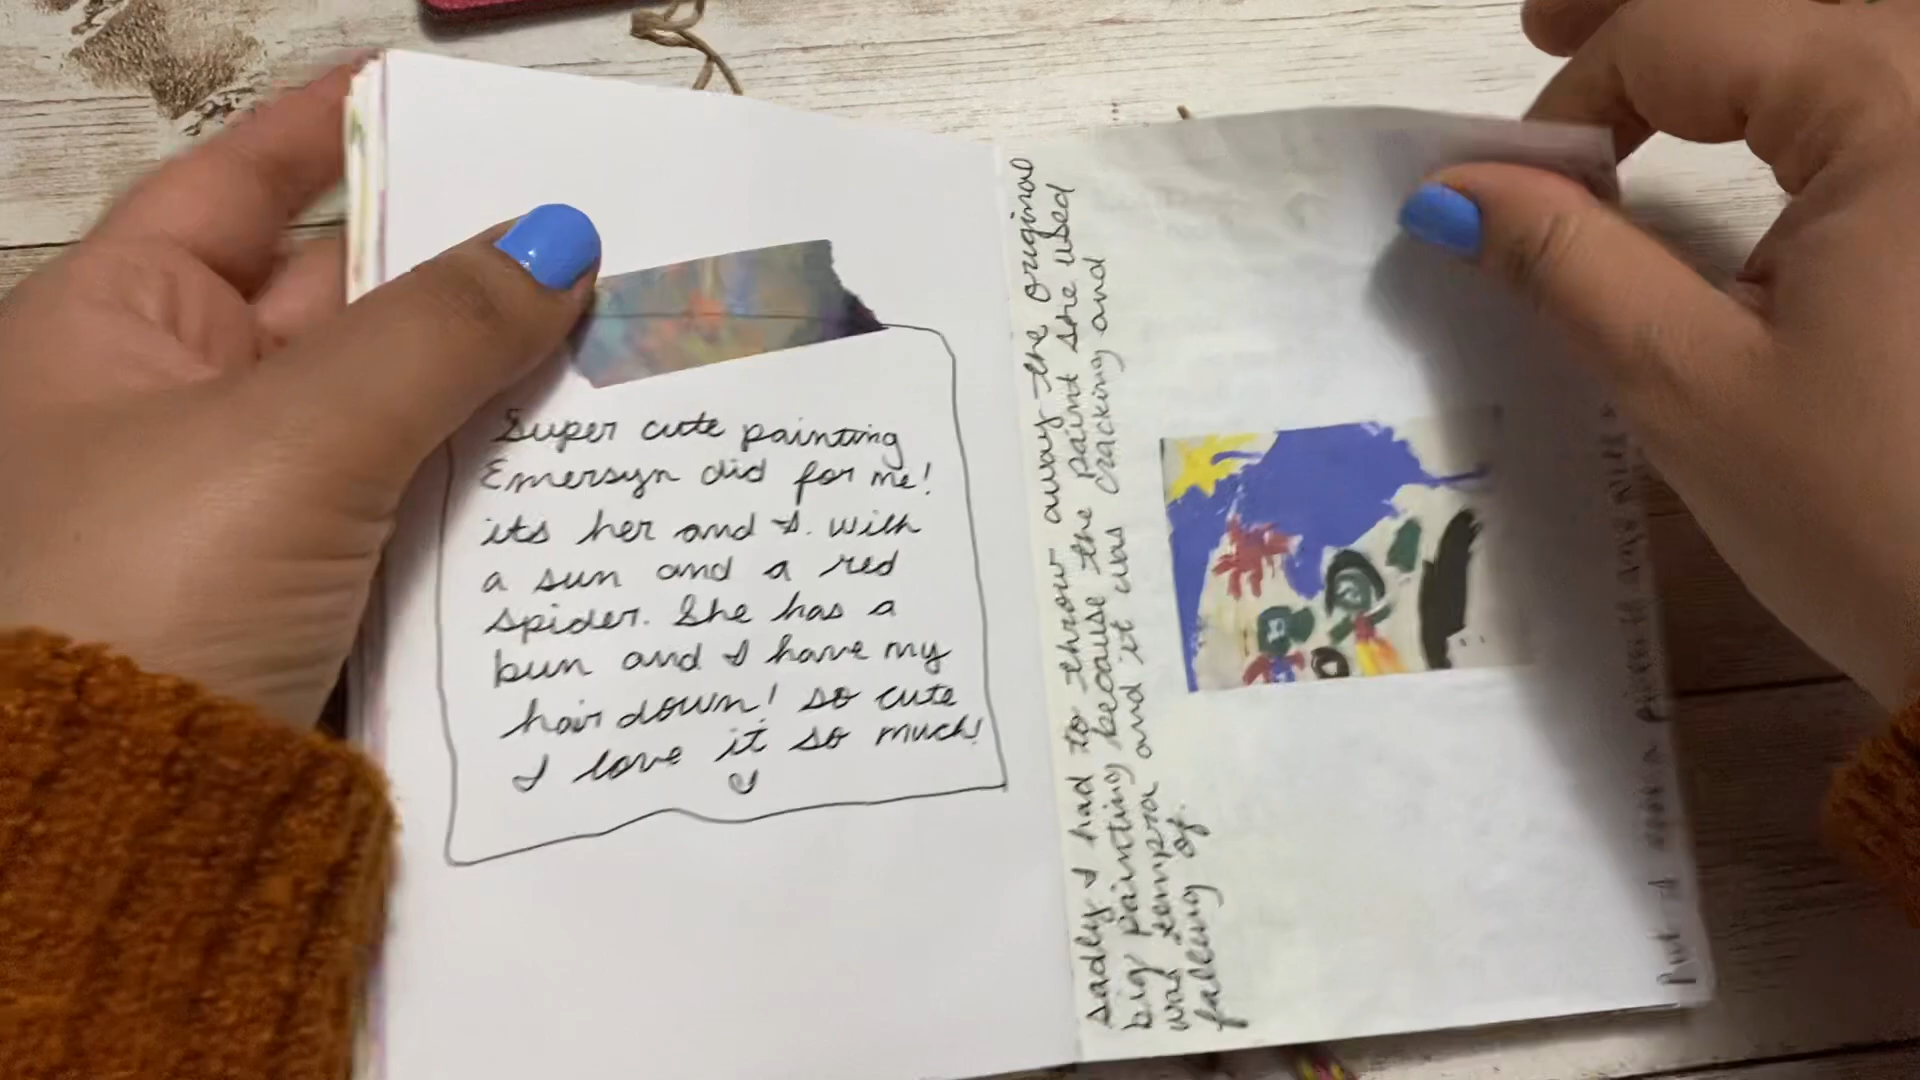 Super cute painting
Emersyn did for me!
its her and I. With
a sun and a red
spider. She has a
bun and I have my
hair down! so cute
I love it so much!
sadly I had to throw away the original
big painting because the paint she used
was tempra and it was cracking and
falling of.
But I